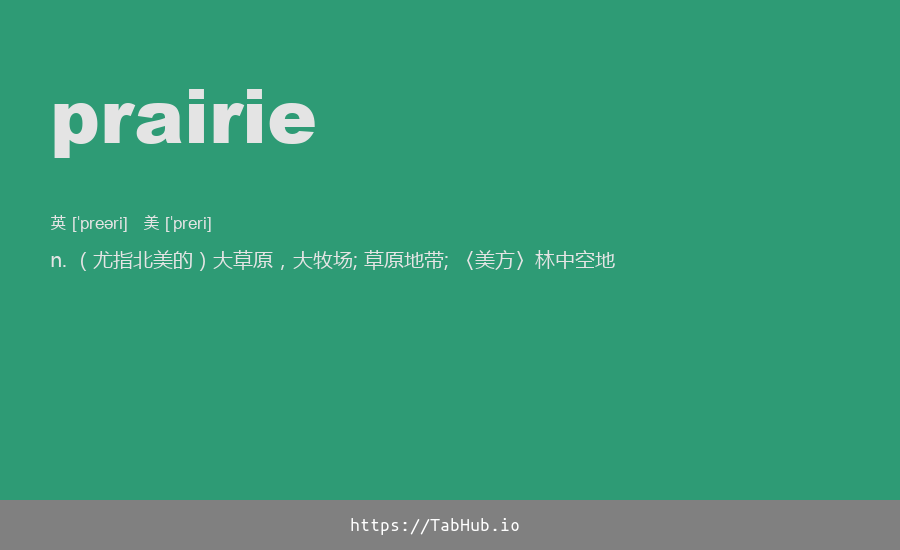 prairie
英 [ˈpreəri] 美 [ˈpreri]
n. （尤指北美的）大草原，大牧场; 草原地带; 〈美方〉林中空地
https://TabHub.io